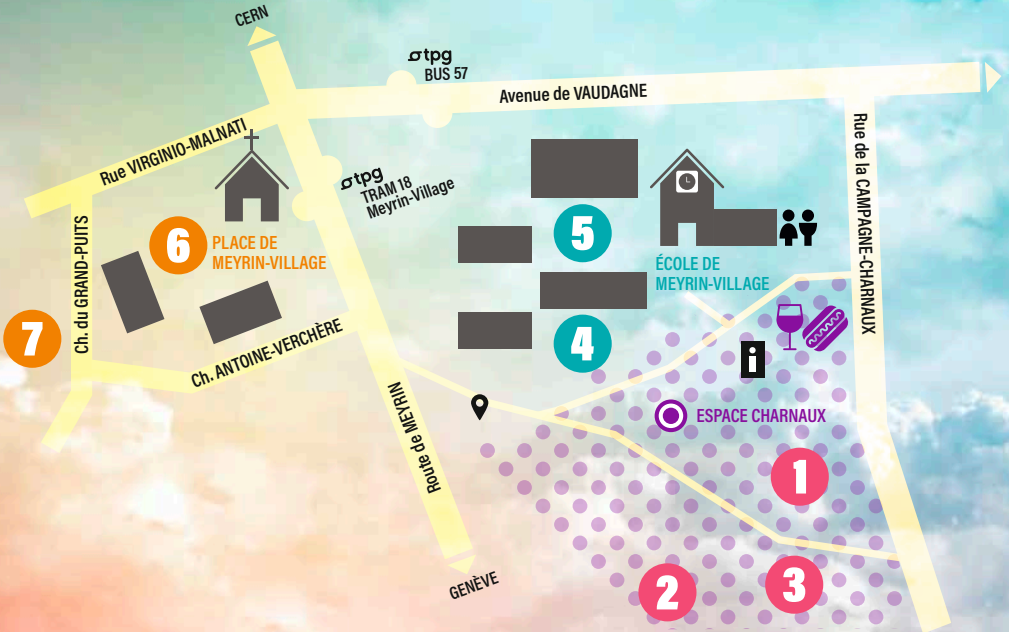 CERN
tpg
BUS 57
Avenue de VAUDAGNE
Rue VIRGINIO-MALNATI
tpg
TRAM 18
Meyrin-Village
Rue de la CAMPAGNE-CHARNAUX
Ch. du GRAND-PUITS
6
PLACE DE
MEYRIN-VILLAGE
5
ÉCOLE DE
MEYRIN-VILLAGE
7
Ch. ANTOINE-VERCHÈRE
4
i
Route de MEYRIN
ESPACE CHARNAUX
1
GENÈVE
2
3